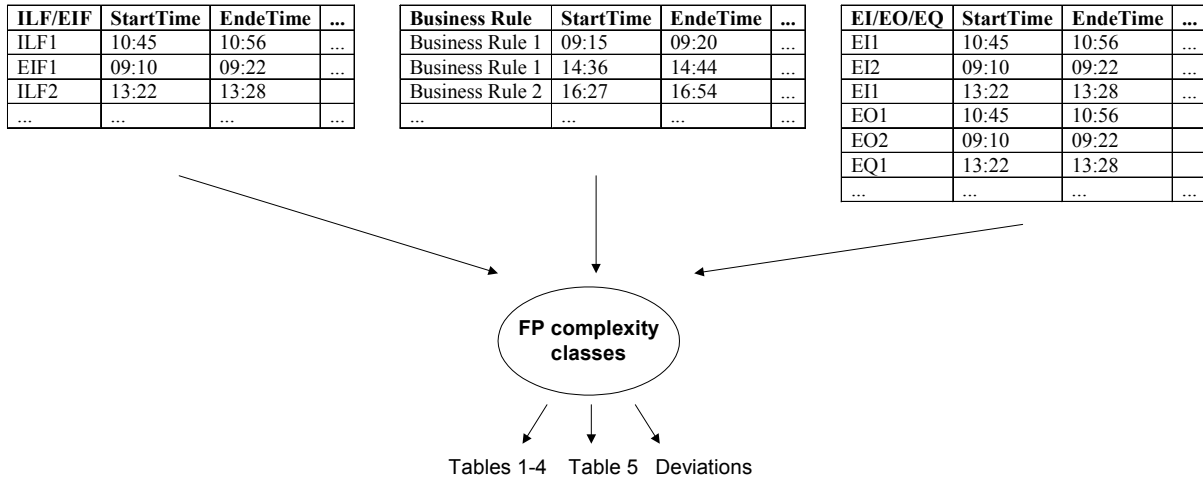 ILF/EIF StartTime EndeTime ...
ILF1 10:45 10:56 ...
EIF1 09:10 09:22 ...
ILF2 13:22 13:28
... ... ... ...
Business Rule StartTime EndeTime ...
Business Rule 1 09:15 09:20 ...
Business Rule 1 14:36 14:44 ...
Business Rule 2 16:27 16:54 ...
... ... ... ...
EI/EO/EQ StartTime EndeTime ...
EI1 10:45 10:56 ...
EI2 09:10 09:22 ...
EI1 13:22 13:28 ...
EO1 10:45 10:56
EO2 09:10 09:22
EQ1 13:22 13:28
... ... ... ...
FP complexity
classes
Tables 1-4 Table 5 Deviations